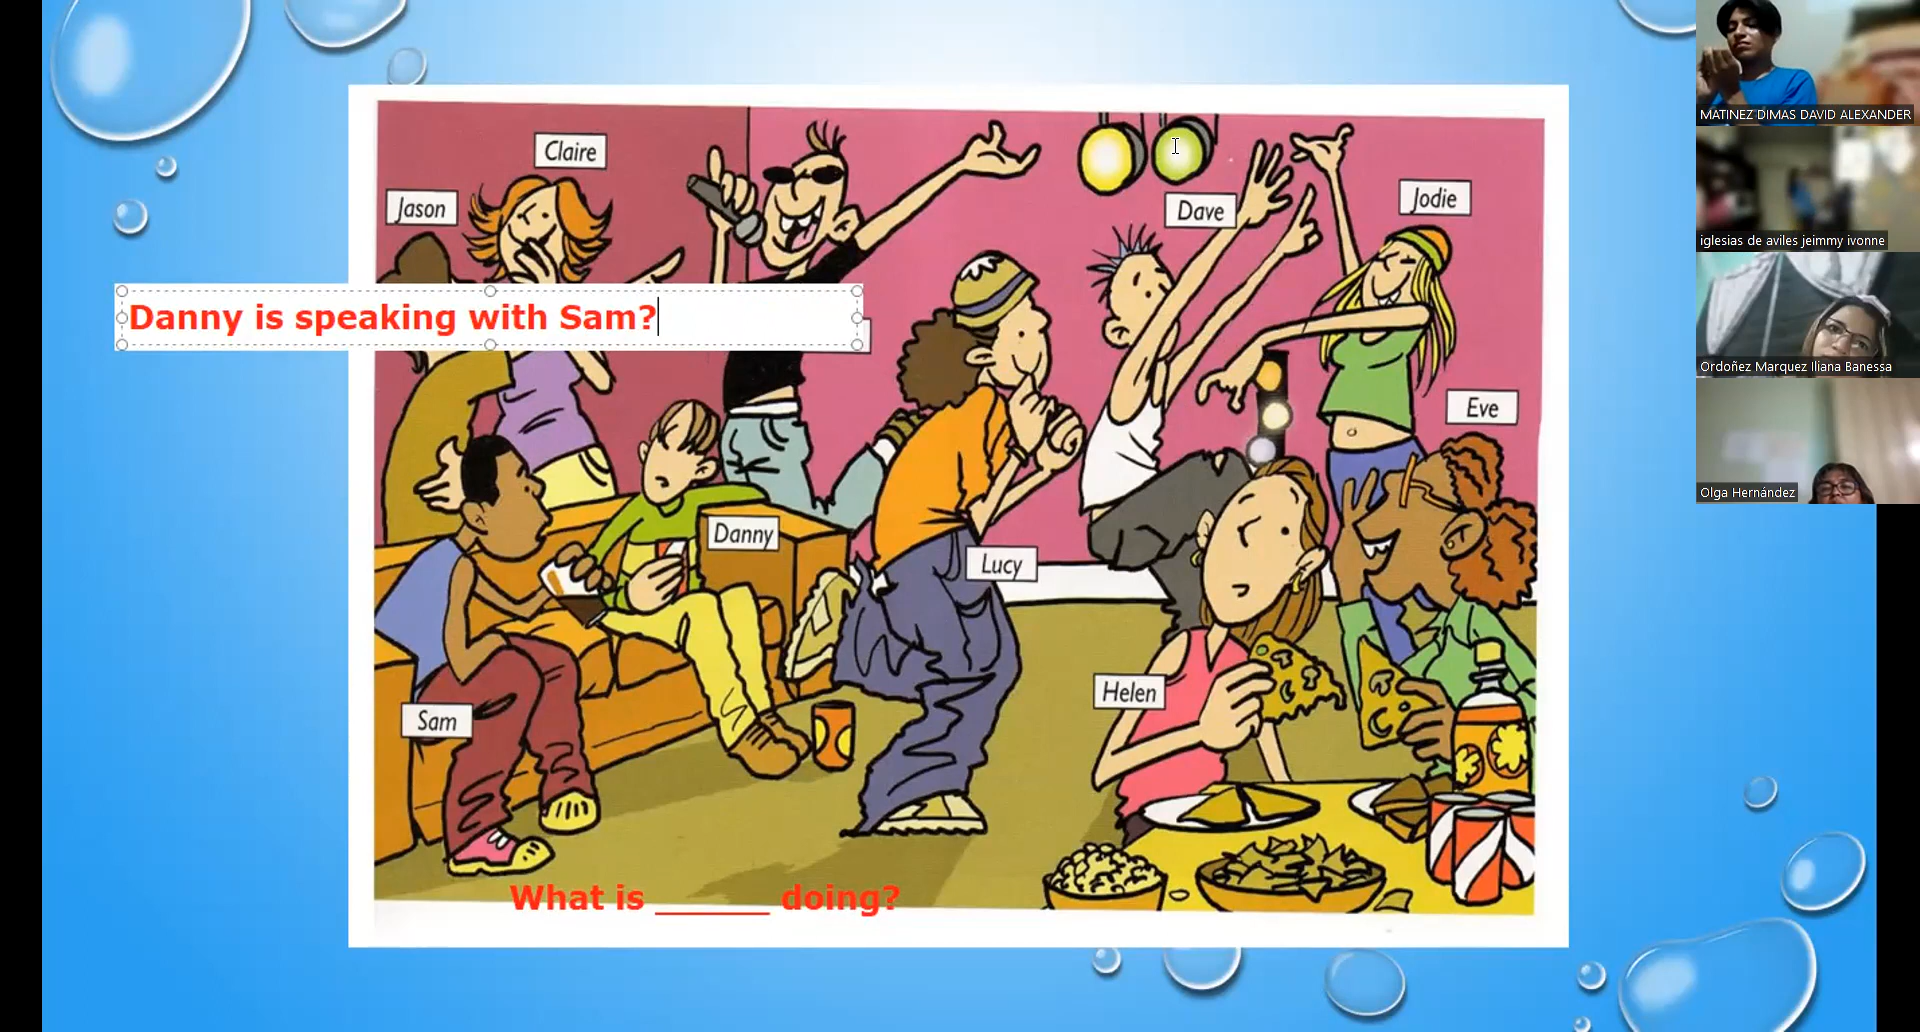 Claire
Jason
Dave
Jodie
Danny is speaking with Sam?
Eve
Danny
Lucy
Helen
Sam
What is ______ doing?
MATINEZ DIMAS DAVID ALEXANDER
iglesias de aviles jeimmy ivonne
Ordoñez Marquez Iliana Banessa
Olga Hernández